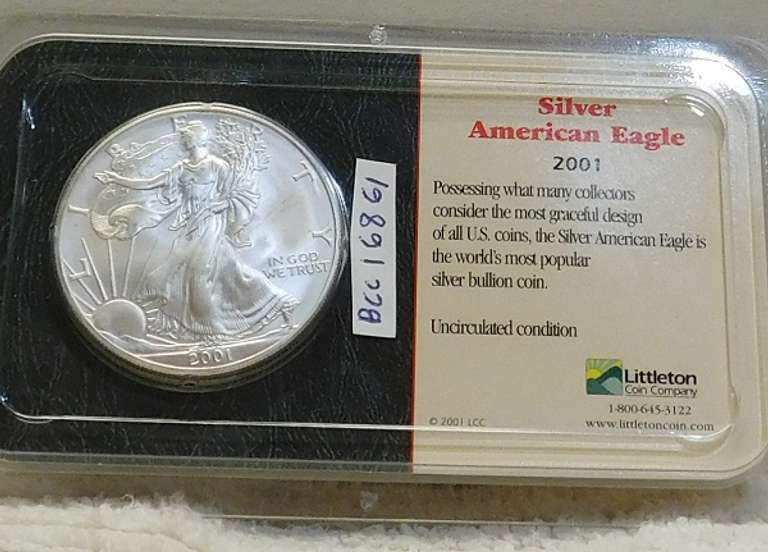 LIBERTY
IN GOD
WE TRUST
2001
BCC 16861
Silver
American Eagle
2001
Possessing what many collectors
consider the most graceful design
of all U.S. coins, the Silver American Eagle is
the world's most popular
silver bullion coin.
Uncirculated condition
Littleton
Coin Company
1-800-645-3122
www.littletoncoin.com
© 2001 LCC